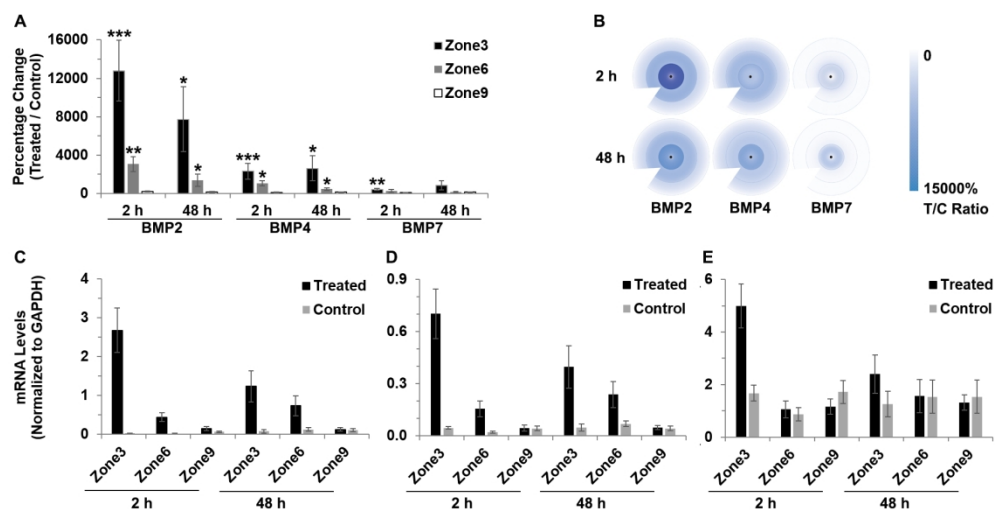 A
Percentage Change
(Treated / Control)
16000
12000
8000
4000
0
***
**
*
*
***
*
*
*
**
Zone3
Zone6
Zone9
2 h 48 h 2 h 48 h 2 h 48 h
BMP2 BMP4 BMP7
B
2 h
48 h
BMP2 BMP4 BMP7
0
15000%
T/C Ratio
C
mRNA Levels
(Normalized to GAPDH)
4
3
2
1
0
Treated
Control
Zone3 Zone6 Zone9 Zone3 Zone6 Zone9
2 h 48 h
D
0.9
0.6
0.3
0.0
Treated
Control
Zone3 Zone6 Zone9 Zone3 Zone6 Zone9
2 h 48 h
E
6
4
2
0
Treated
Control
Zone3 Zone6 Zone9 Zone3 Zone6 Zone9
2 h 48 h